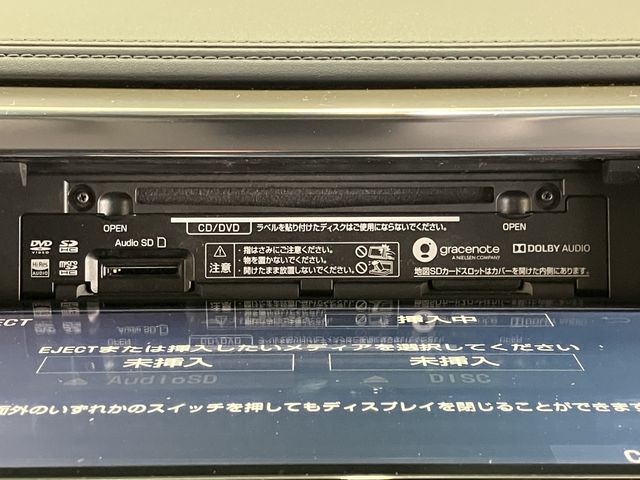 OPEN
CD/DVD ラベルを貼り付けたディスクはご使用にならないでください。
OPEN
DVD VIDEO
SD HC
Hi Res AUDIO
micro SD HC
Audio SD
注意
・指はさみにご注意ください。
・物を置かないでください。
・開けたまま放置しないでください。
gracenote
A NIELSEN COMPANY
DOLBY AUDIO
地図SDカードスロットはカバーを開けた内側にあります。
ECT
挿入中
EJECTまたは挿入したいメディアを選択してください
未挿入
未挿入
AudioSD
DISC
面外のいずれかのスイッチを押してもディスプレイを閉じることができます